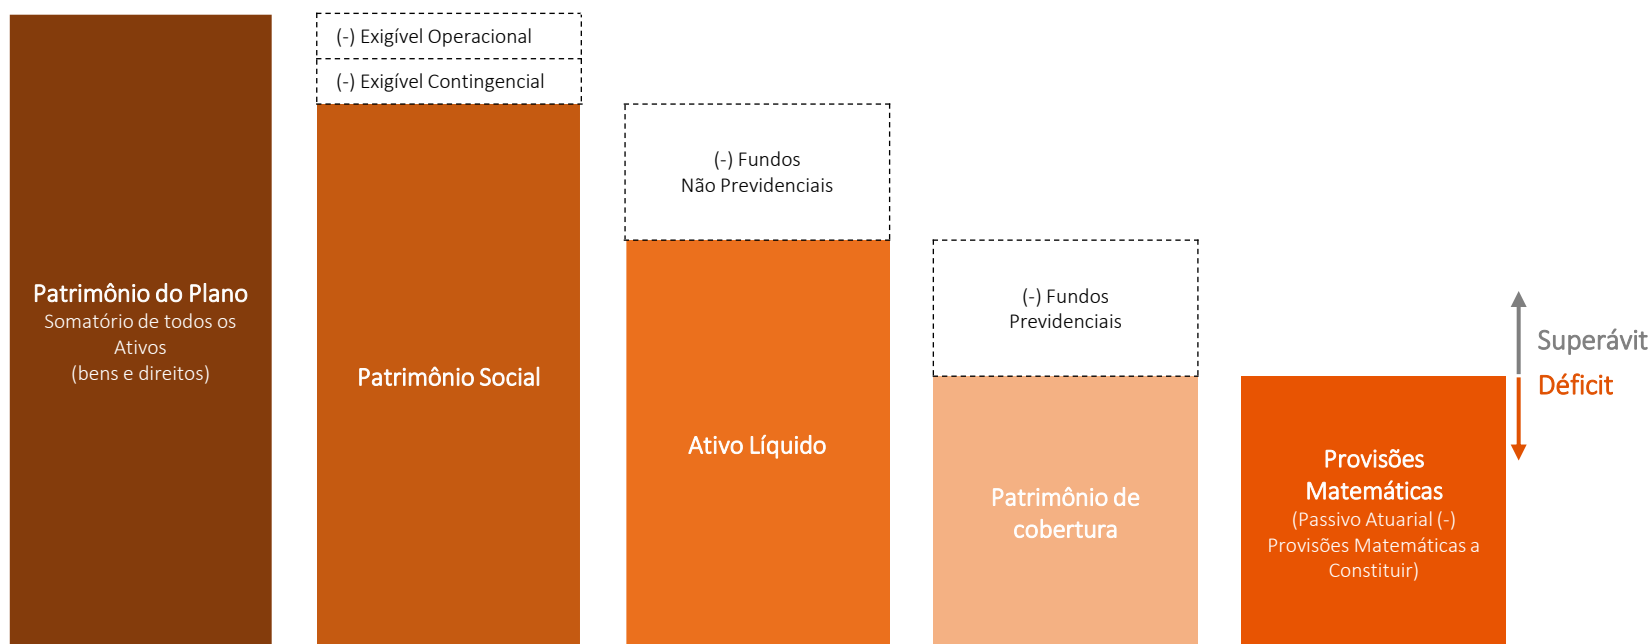 Patrimônio do Plano
Somatório de todos os
Ativos
(bens e direitos)
(-) Exigível Operacional
(-) Exigível Contingencial
Patrimônio Social
(-) Fundos
Não Previdenciais
Ativo Líquido
(-) Fundos
Previdenciais
Patrimônio de
cobertura
Provisões
Matemáticas
(Passivo Atuarial (-)
Provisões Matemáticas a
Constituir)
Superávit
Déficit